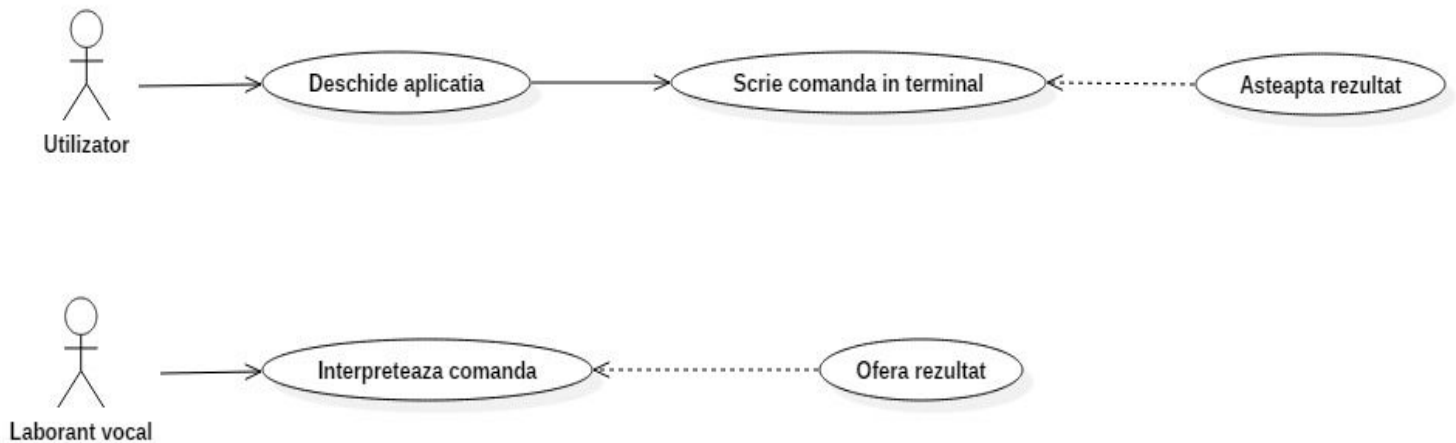 Deschide aplicatia
Scrie comanda in terminal
Asteapta rezultat
Utilizator
Interpreteaza comanda
Ofera rezultat
Laborant vocal